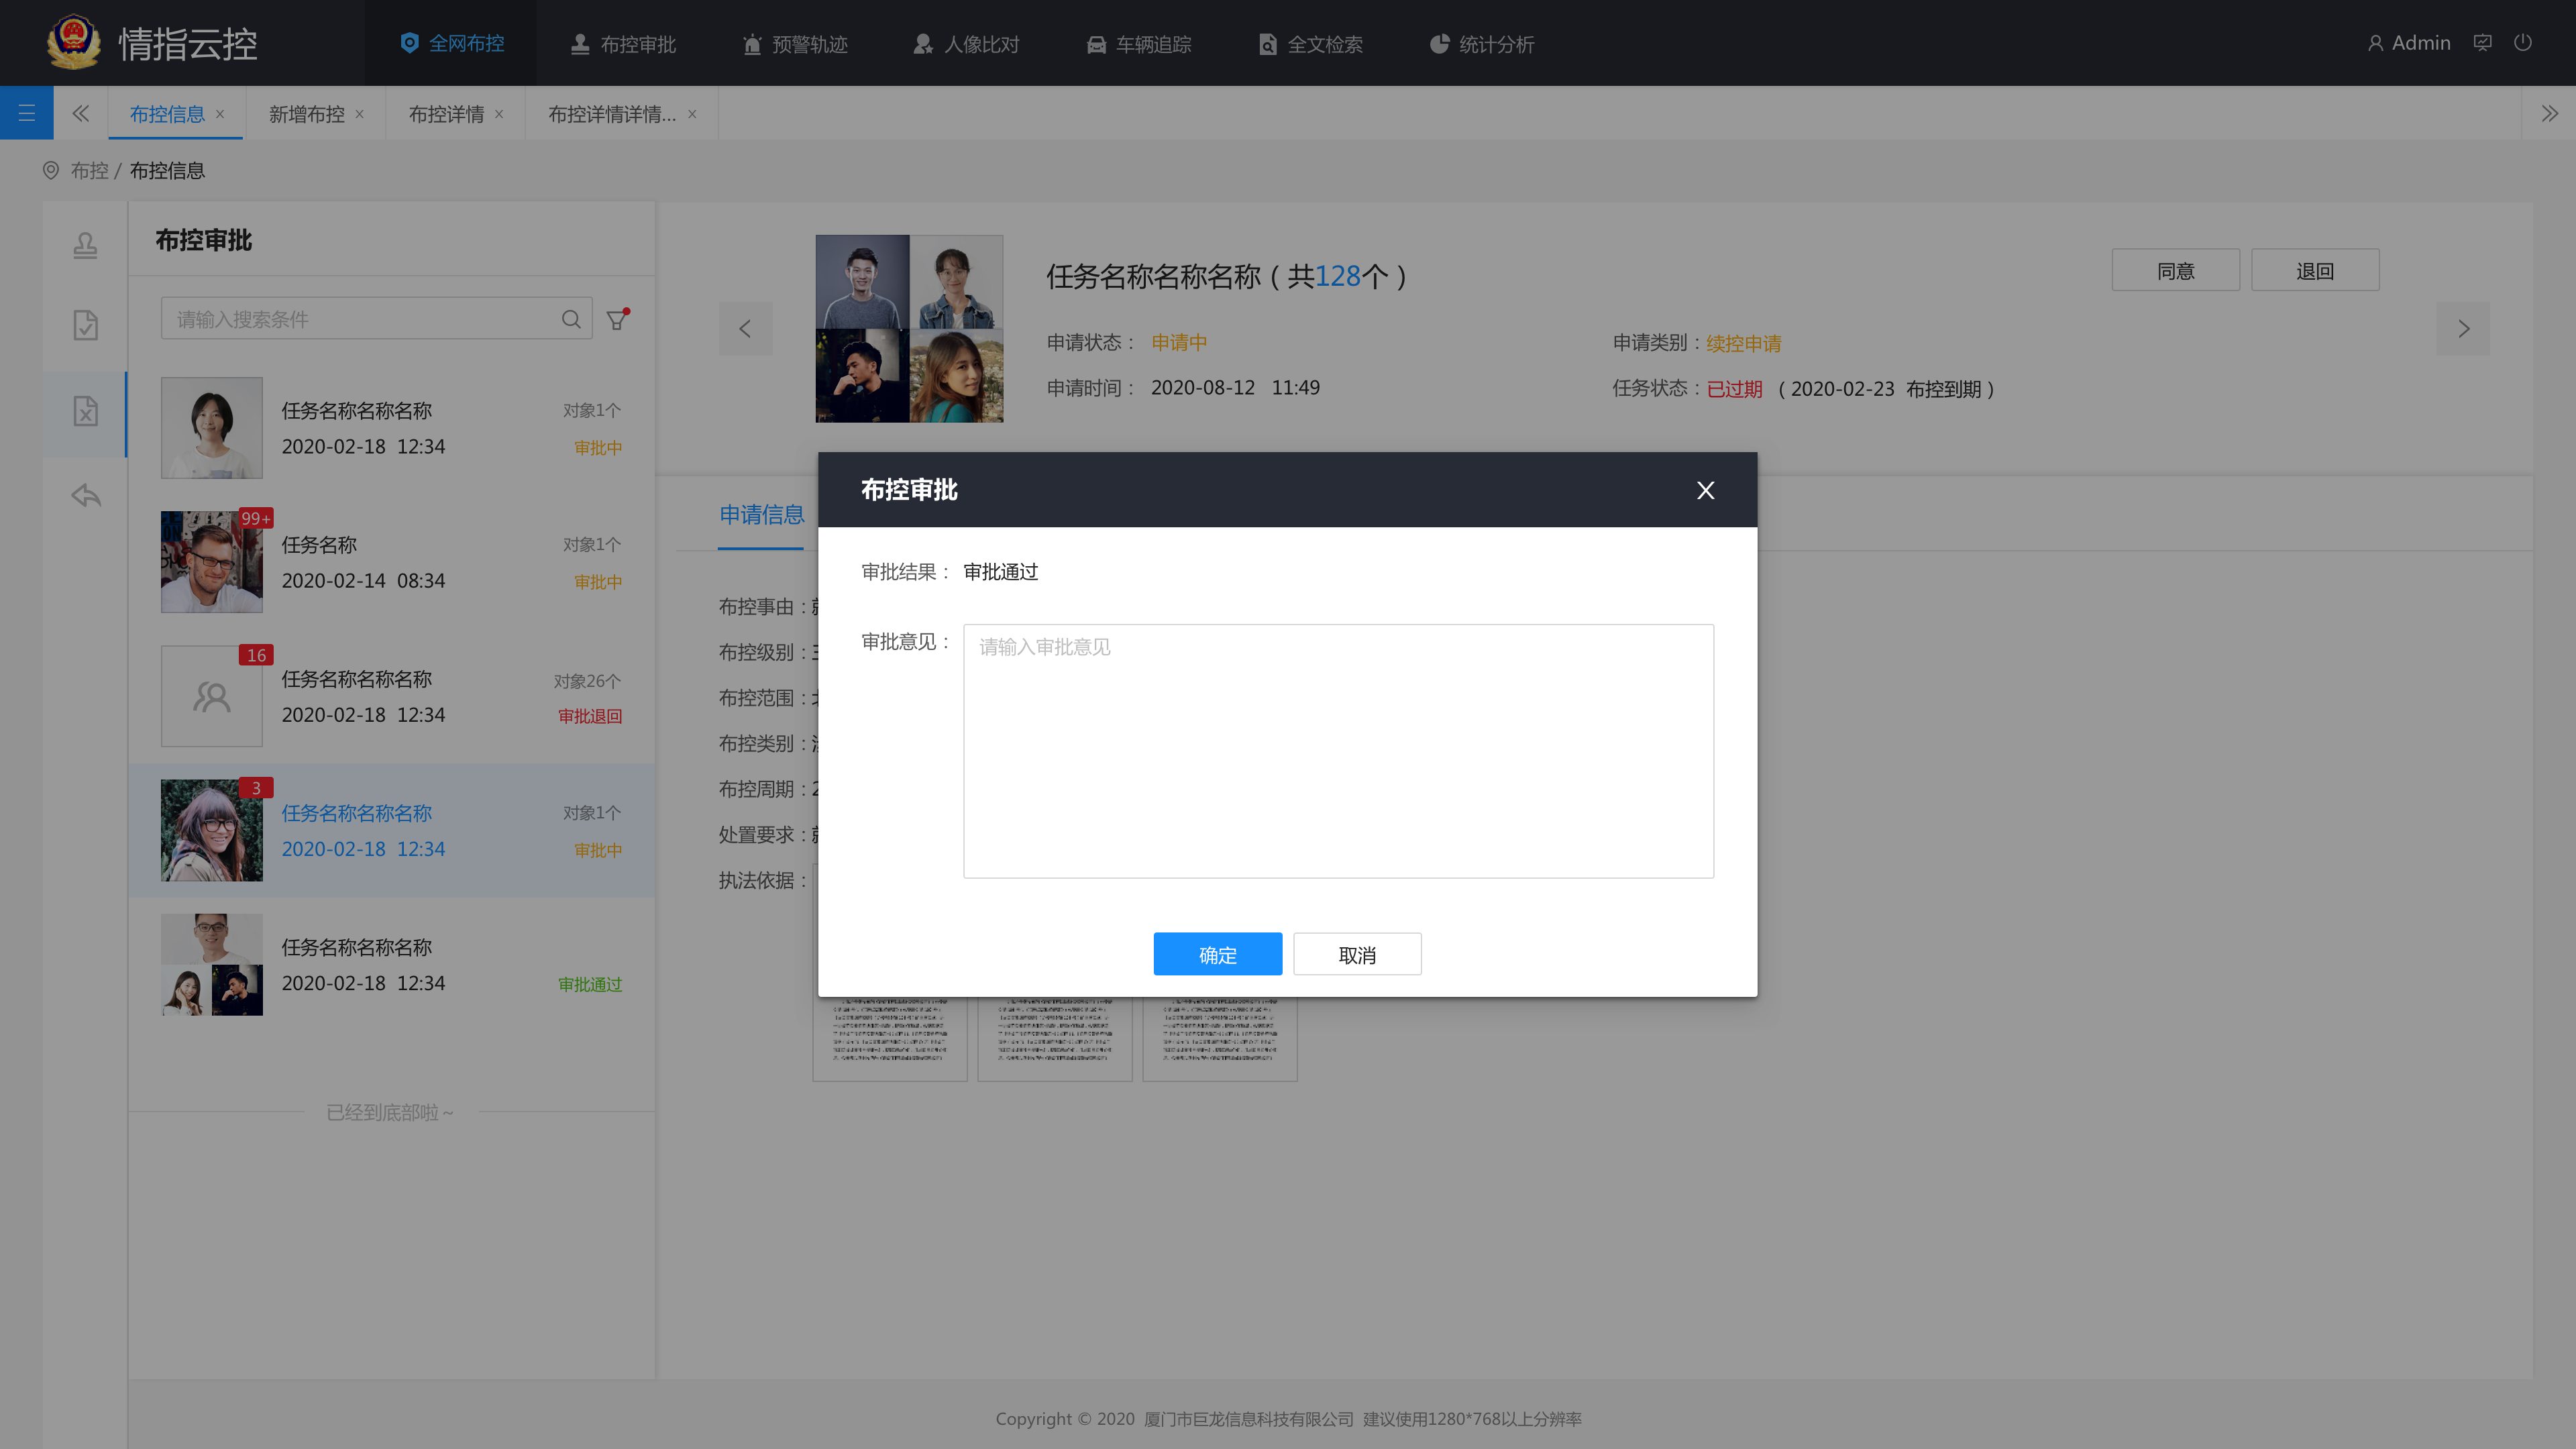 情指云控
全网布控
布控审批
预警轨迹
人像比对
车辆追踪
全文检索
统计分析
Admin
布控信息
新增布控
布控详情
布控详情详情...
布控 / 布控信息
布控审批
请输入搜索条件
任务名称名称名称 对象1个
2020-02-18 12:34 审批中
99+
任务名称 对象1个
2020-02-14 08:34 审批中
16
任务名称名称名称 对象26个
2020-02-18 12:34 审批退回
3
任务名称名称名称 对象1个
2020-02-18 12:34 审批中
任务名称名称名称
2020-02-18 12:34 审批通过
已经到底部啦 ~
任务名称名称名称（共128个）
同意
退回
申请状态： 申请中
申请类别：续控申请
申请时间： 2020-08-12 11:49
任务状态：已过期 （2020-02-23 布控到期）
申请信息
布控事由：
布控级别：
布控范围：
布控类别：
布控周期：2
处置要求：
执法依据：
布控审批
审批结果： 审批通过
审批意见： 请输入审批意见
确定
取消
Copyright © 2020 厦门市巨龙信息科技有限公司 建议使用1280*768以上分辨率